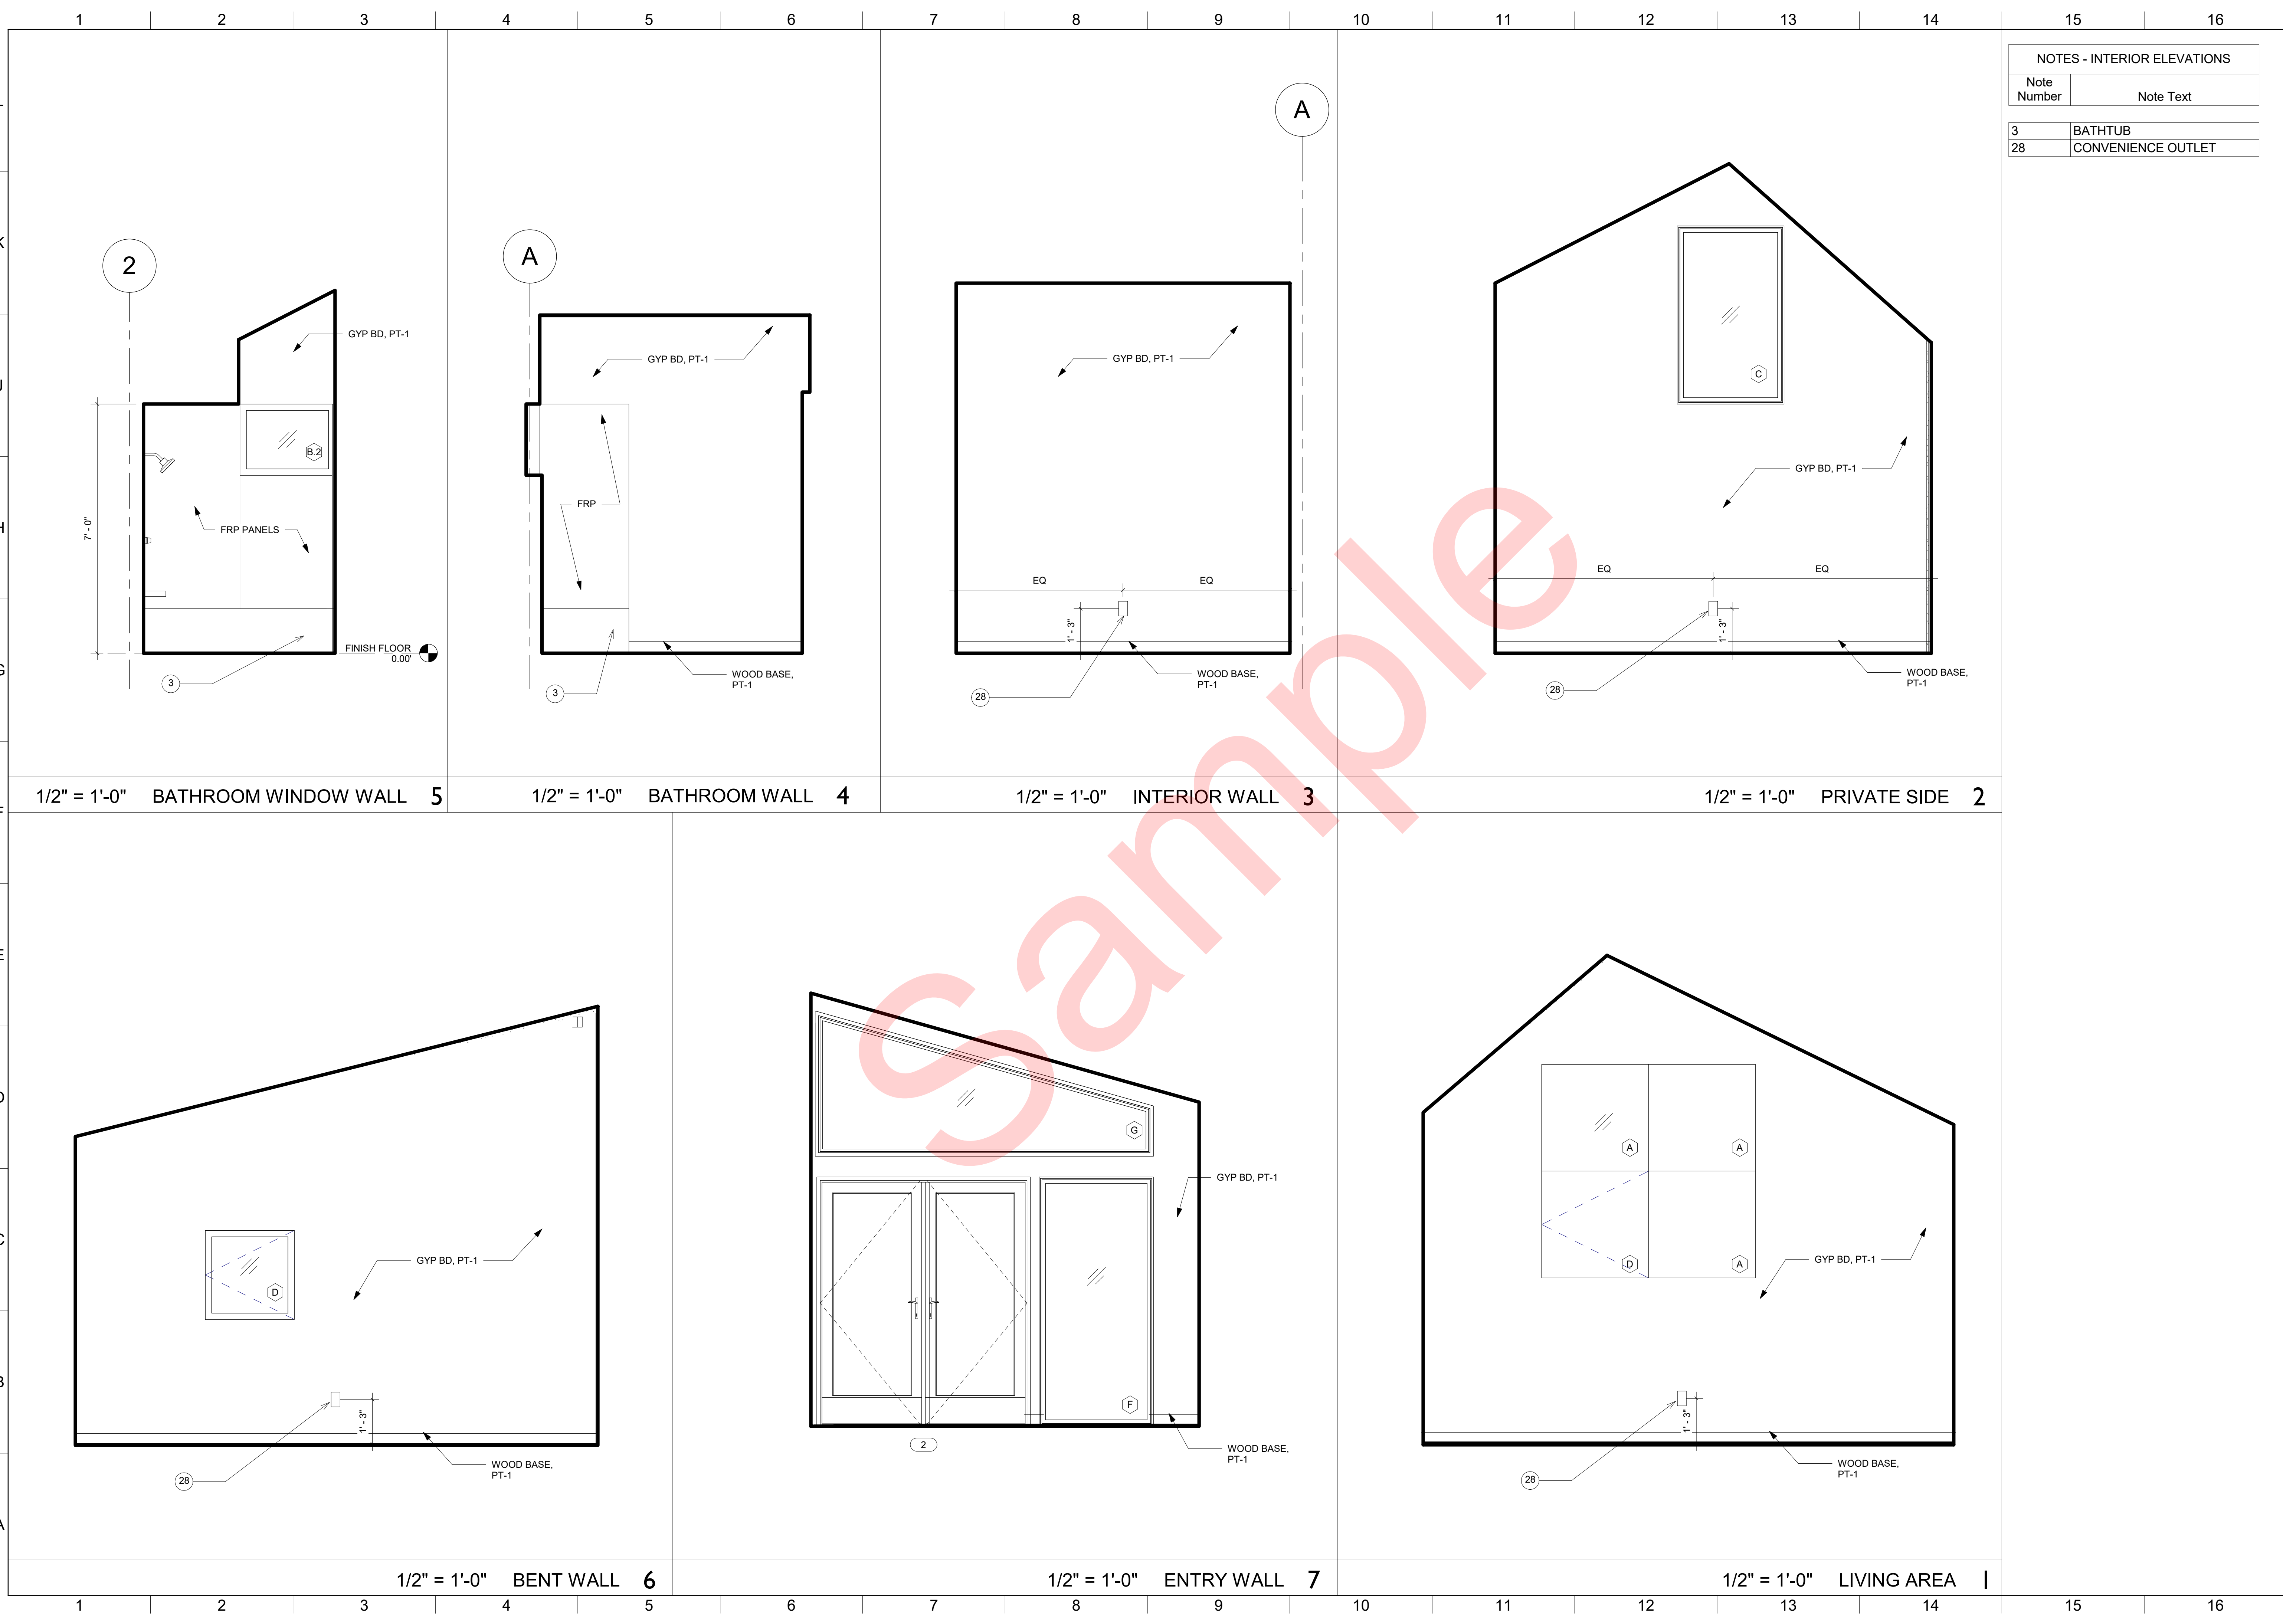 1 2 3 4 5 6 7 8 9 10 11 12 13 14 15 16
NOTES - INTERIOR ELEVATIONS
Note Number
Note Text
3 BATHTUB
28 CONVENIENCE OUTLET
2
GYP BD, PT-1
B.2
7' - 0"
FRP PANELS
FINISH FLOOR
0.00'
3
1/2" = 1'-0" BATHROOM WINDOW WALL 5
A
GYP BD, PT-1
FRP
WOOD BASE,
PT-1
3
1/2" = 1'-0" BATHROOM WALL 4
A
GYP BD, PT-1
EQ EQ
1' - 3"
WOOD BASE,
PT-1
28
1/2" = 1'-0" INTERIOR WALL 3
C
GYP BD, PT-1
EQ EQ
1' - 3"
WOOD BASE,
PT-1
28
1/2" = 1'-0" PRIVATE SIDE 2
D
GYP BD, PT-1
1' - 3"
WOOD BASE,
PT-1
28
1/2" = 1'-0" BENT WALL 6
G
GYP BD, PT-1
F
2
WOOD BASE,
PT-1
1/2" = 1'-0" ENTRY WALL 7
A A
D A
GYP BD, PT-1
1' - 3"
WOOD BASE,
PT-1
28
1/2" = 1'-0" LIVING AREA 1
Sample
1 2 3 4 5 6 7 8 9 10 11 12 13 14 15 16